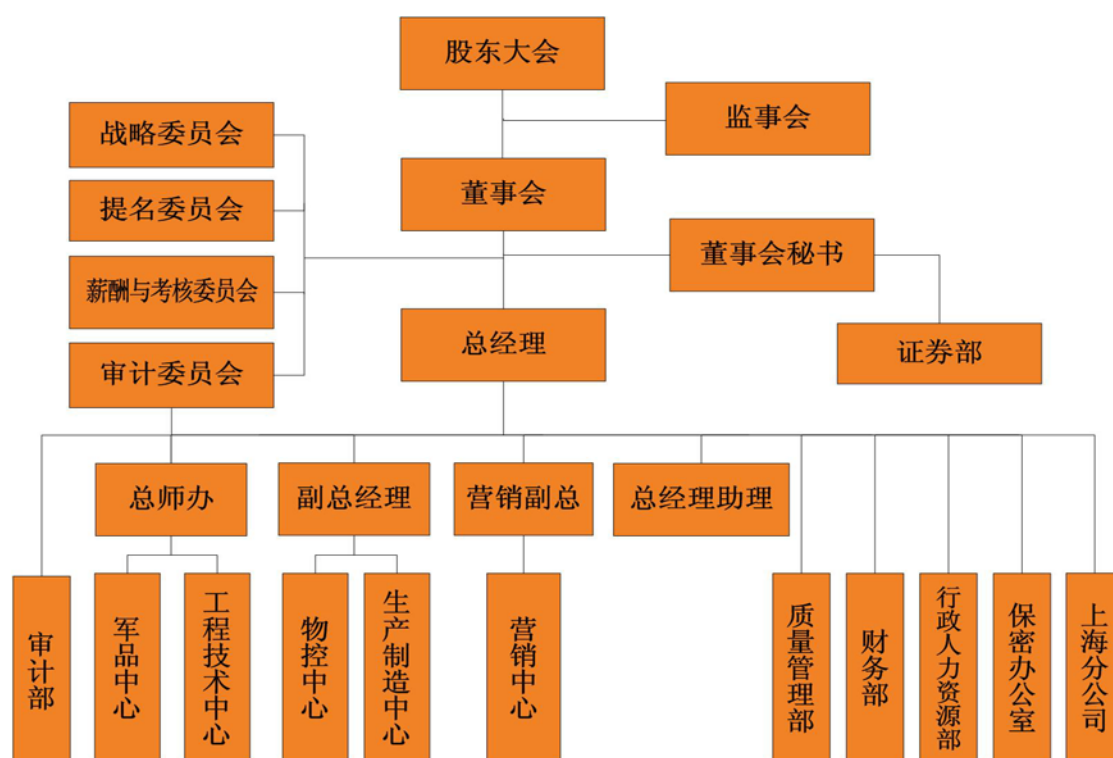 股东大会
监事会
战略委员会
董事会
提名委员会
董事会秘书
薪酬与考核委员会
总经理
证券部
审计委员会
总师办
副总经理
营销副总
总经理助理
审计部
军品中心
工程技术中心
物控中心
生产制造中心
营销中心
质量管理部
财务部
行政人力资源部
保密办公室
上海分公司